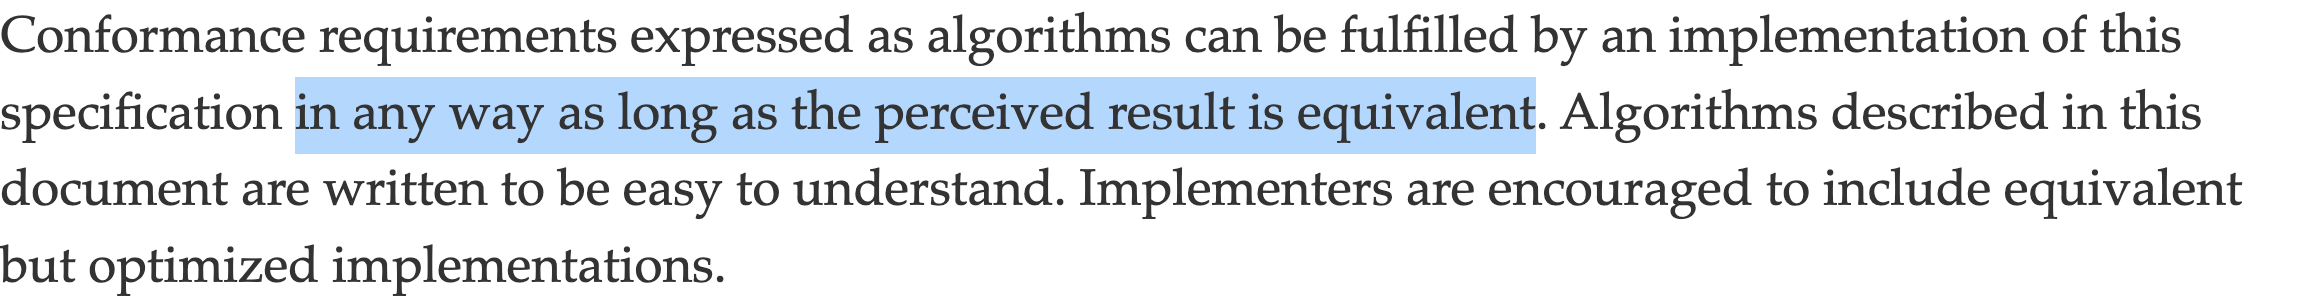 Conformance requirements expressed as algorithms can be fulfilled by an implementation of this
specification in any way as long as the perceived result is equivalent. Algorithms described in this
document are written to be easy to understand. Implementers are encouraged to include equivalent
but optimized implementations.